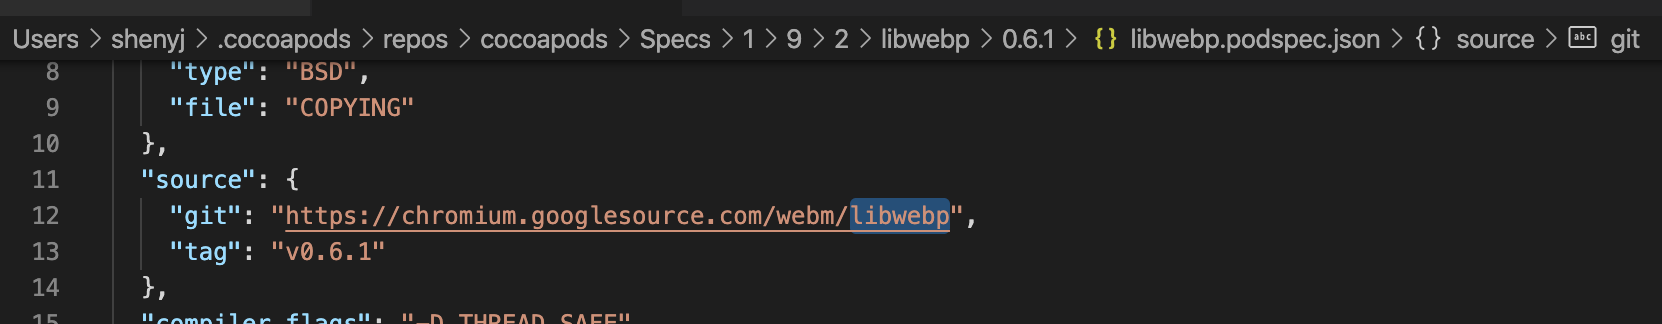 Users > shenyj > .cocoapods > repos > cocoapods > Specs > 1 > 9 > 2 > libwebp > 0.6.1 > {} libwebp.podspec.json > {} source > abc git
8 "type": "BSD",
9 "file": "COPYING"
10 },
11 "source": {
12 "git": "https://chromium.googlesource.com/webm/libwebp",
13 "tag": "v0.6.1"
14 },
15 "compiler_flags": "-D_THREAD_SAFE",